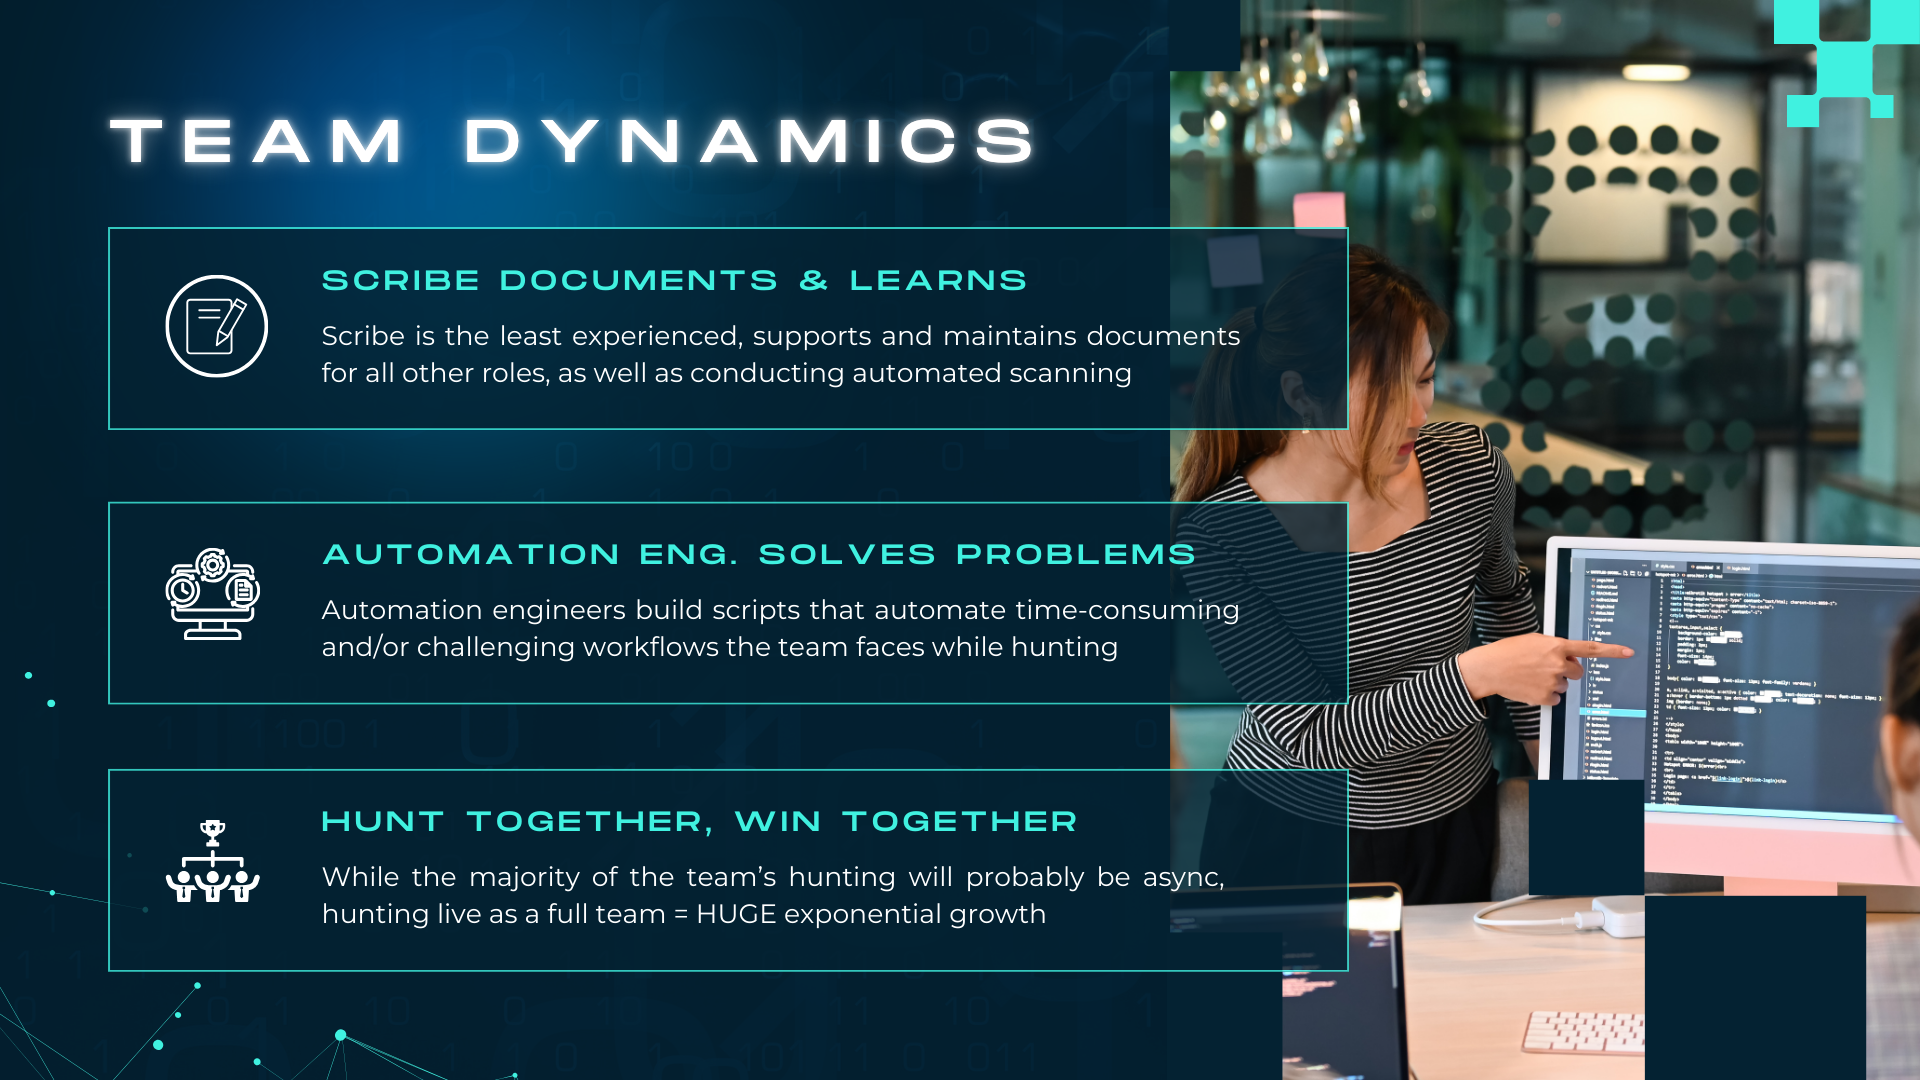 TEAM DYNAMICS
SCRIBE DOCUMENTS & LEARNS
Scribe is the least experienced, supports and maintains documents
for all other roles, as well as conducting automated scanning
AUTOMATION ENG. SOLVES PROBLEMS
Automation engineers build scripts that automate time-consuming
and/or challenging workflows the team faces while hunting
HUNT TOGETHER, WIN TOGETHER
While the majority of the team’s hunting will probably be async,
hunting live as a full team = HUGE exponential growth